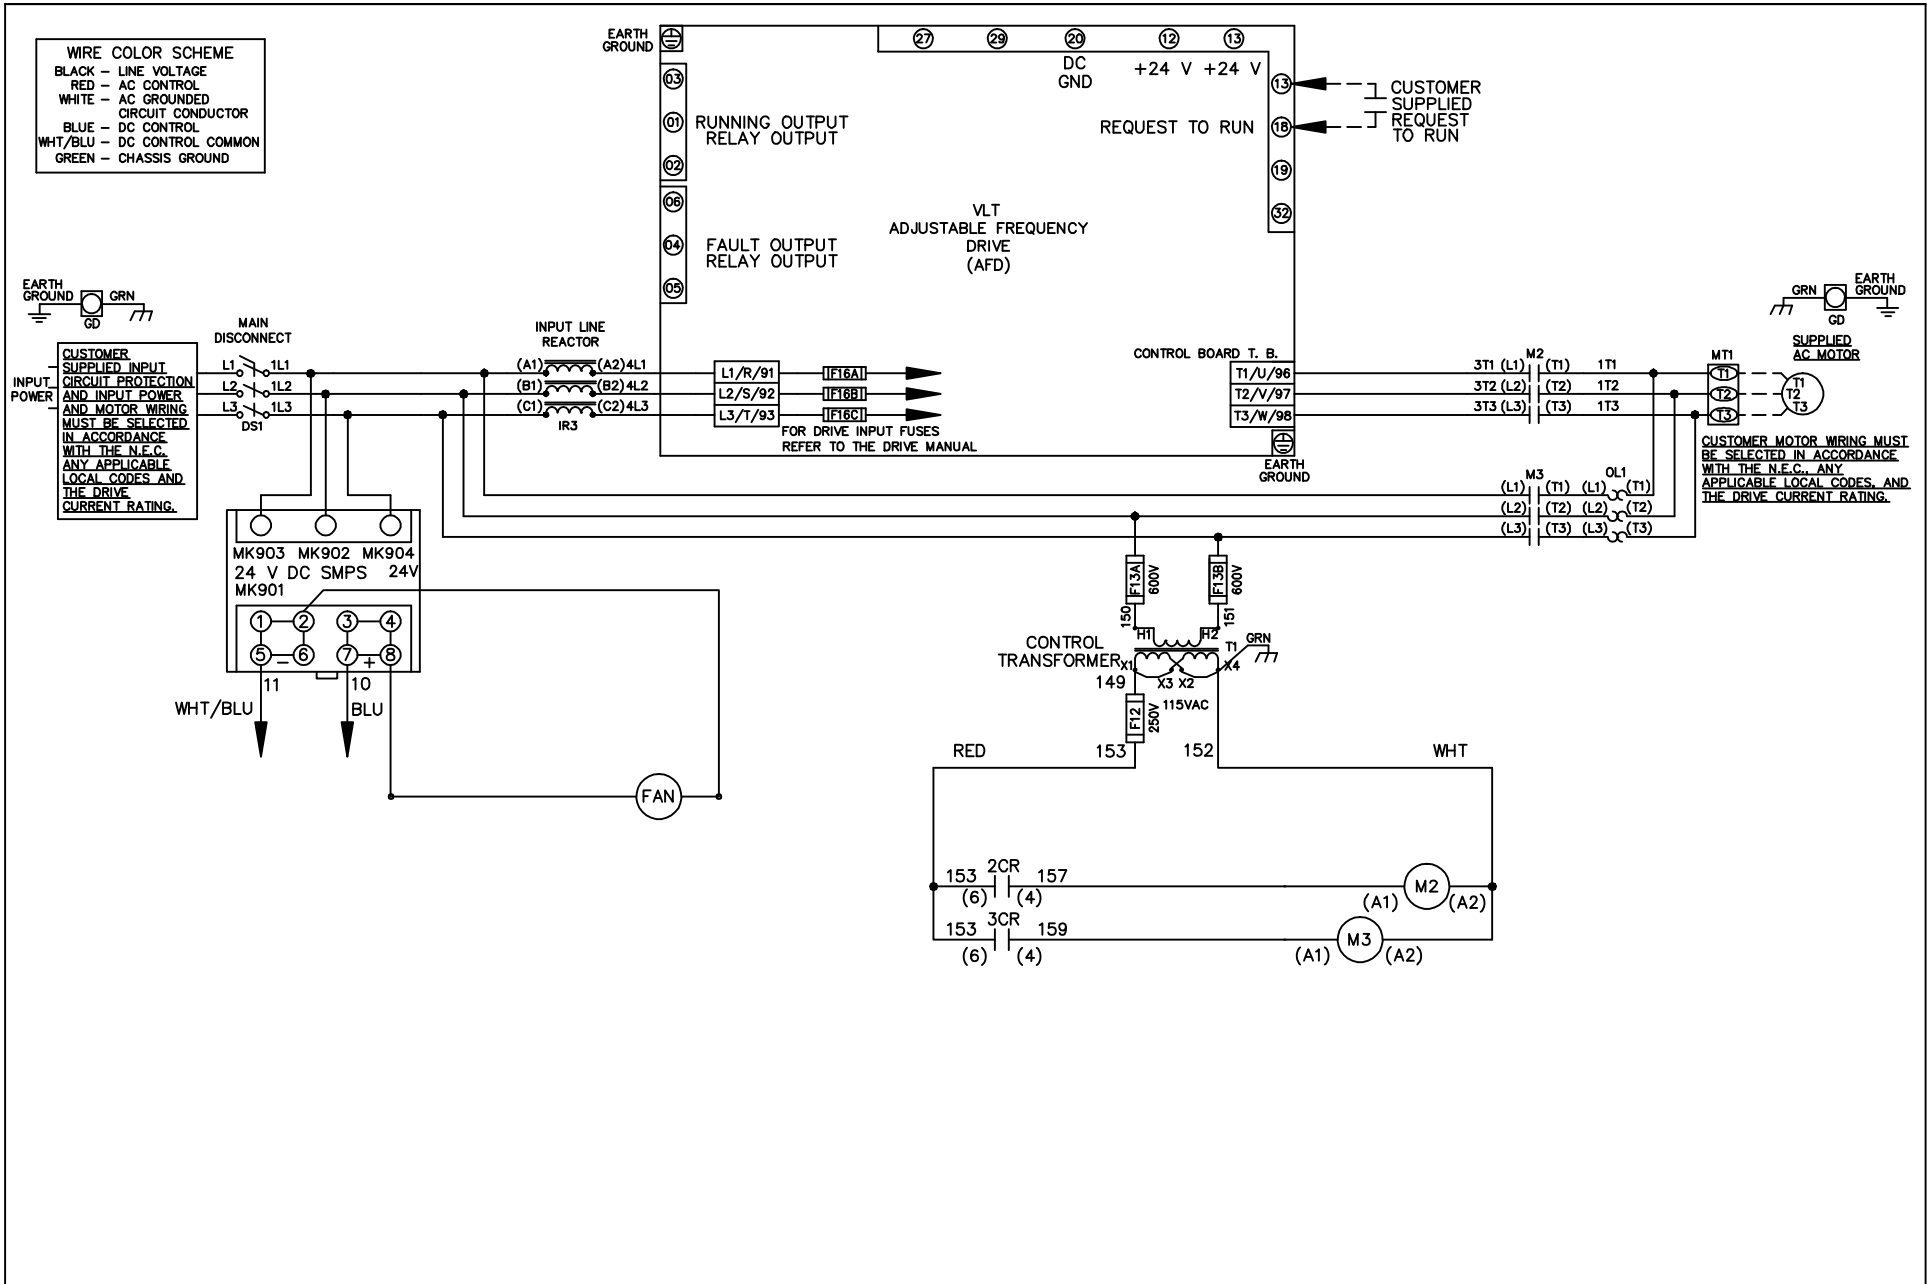 WIRE COLOR SCHEME
BLACK – LINE VOLTAGE
RED – AC CONTROL
WHITE – AC GROUNDED
CIRCUIT CONDUCTOR
BLUE – DC CONTROL
WHT/BLU – DC CONTROL COMMON
GREEN – CHASSIS GROUND
EARTH
GROUND
03
01
02
RUNNING OUTPUT
RELAY OUTPUT
06
04
05
FAULT OUTPUT
RELAY OUTPUT
27 29 20 12 13
DC
GND
+24 V +24 V
13
REQUEST TO RUN 18
19
32
CUSTOMER
SUPPLIED
REQUEST
TO RUN
VLT
ADJUSTABLE FREQUENCY
DRIVE
(AFD)
EARTH
GROUND
GRN
GD
INPUT
POWER
CUSTOMER
SUPPLIED INPUT
CIRCUIT PROTECTION
AND INPUT POWER
AND MOTOR WIRING
MUST BE SELECTED
IN ACCORDANCE
WITH THE N.E.C.
ANY APPLICABLE
LOCAL CODES AND
THE DRIVE
CURRENT RATING.
MAIN
DISCONNECT
L1 1L1
L2 1L2
L3 1L3
DS1
INPUT LINE
REACTOR
(A1) (A2) 4L1
(B1) (B2) 4L2
(C1) (C2) 4L3
IR3
L1/R/91 F16A
L2/S/92 F16B
L3/T/93 F16C
FOR DRIVE INPUT FUSES
REFER TO THE DRIVE MANUAL
CONTROL BOARD T. B.
T1/U/96
T2/V/97
T3/W/98
EARTH
GROUND
M2
3T1 (L1) (T1) 1T1
3T2 (L2) (T2) 1T2
3T3 (L3) (T3) 1T3
MT1
T1
T2
T3
GRN
EARTH
GROUND
GD
SUPPLIED
AC MOTOR
T1
T2
T3
CUSTOMER MOTOR WIRING MUST
BE SELECTED IN ACCORDANCE
WITH THE N.E.C., ANY
APPLICABLE LOCAL CODES, AND
THE DRIVE CURRENT RATING.
M3 OL1
(L1) (T1) (L1) (T1)
(L2) (T2) (L2) (T2)
(L3) (T3) (L3) (T3)
MK903 MK902 MK904
24 V DC SMPS 24V
MK901
1 2 3 4
5 – 6 7 + 8
11 10
WHT/BLU BLU
FAN
F13A 600V F13B 600V
150 151
H1 H2
CONTROL
TRANSFORMER
T1
GRN
X1 X4
X3 X2
149
115VAC
F12 250V
RED 153 152 WHT
2CR
153 157
(6) (4)
M2
(A1) (A2)
3CR
153 159
(6) (4)
M3
(A1) (A2)